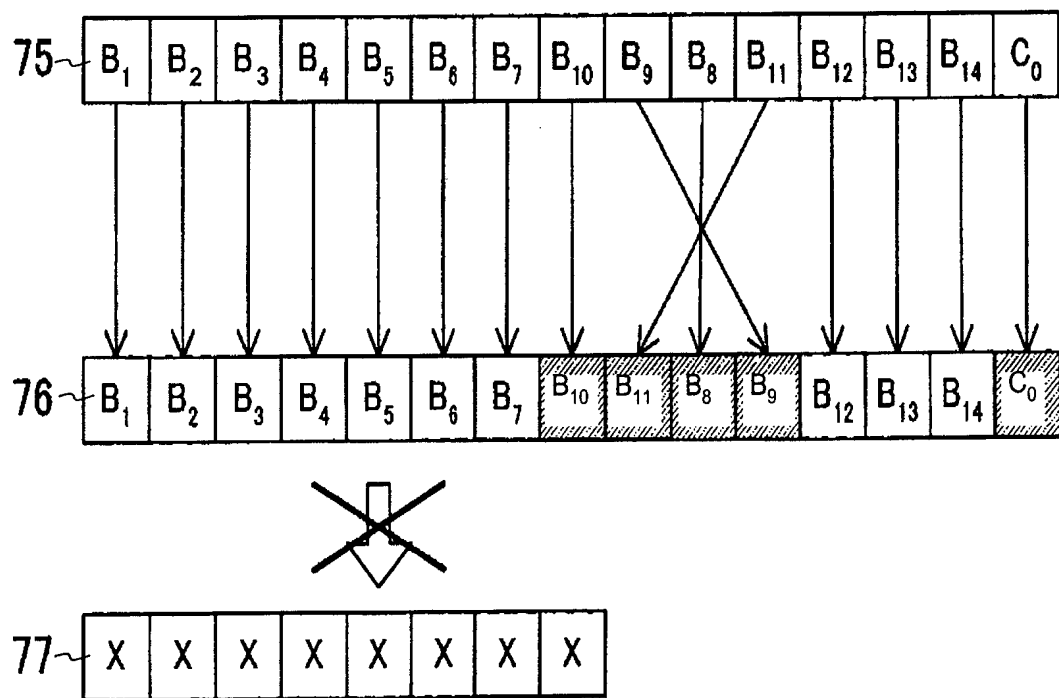 75 B₁ B₂ B₃ B₄ B₅ B₆ B₇ B₁₀ B₉ B₈ B₁₁ B₁₂ B₁₃ B₁₄ C₀
76 B₁ B₂ B₃ B₄ B₅ B₆ B₇ B₁₀ B₁₁ B₈ B₉ B₁₂ B₁₃ B₁₄ C₀
77 X X X X X X X X